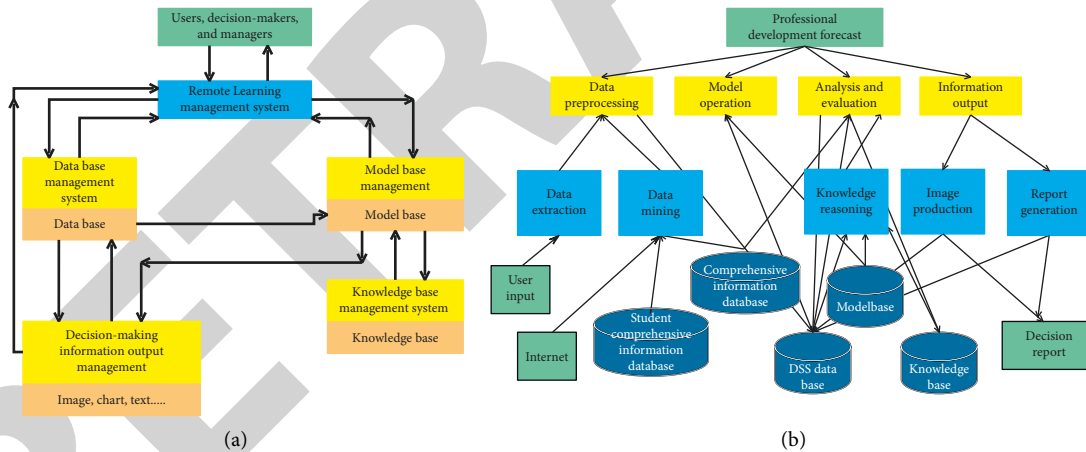 Users, decision-makers,
and managers
Remote Learning
management system
Data base
management
system
Data base
Model base
management
Model base
Knowledge base
management system
Knowledge base
Decision-making
information output
management
Image, chart, text.....
(a)
Professional
development forecast
Data
preprocessing
Model
operation
Analysis and
evaluation
Information
output
Data
extraction
Data
mining
Knowledge
reasoning
Image
production
Report
generation
User
input
Comprehensive
information
database
Modelbase
Internet
Student
comprehensive
information
database
DSS data
base
Knowledge
base
Decision
report
(b)